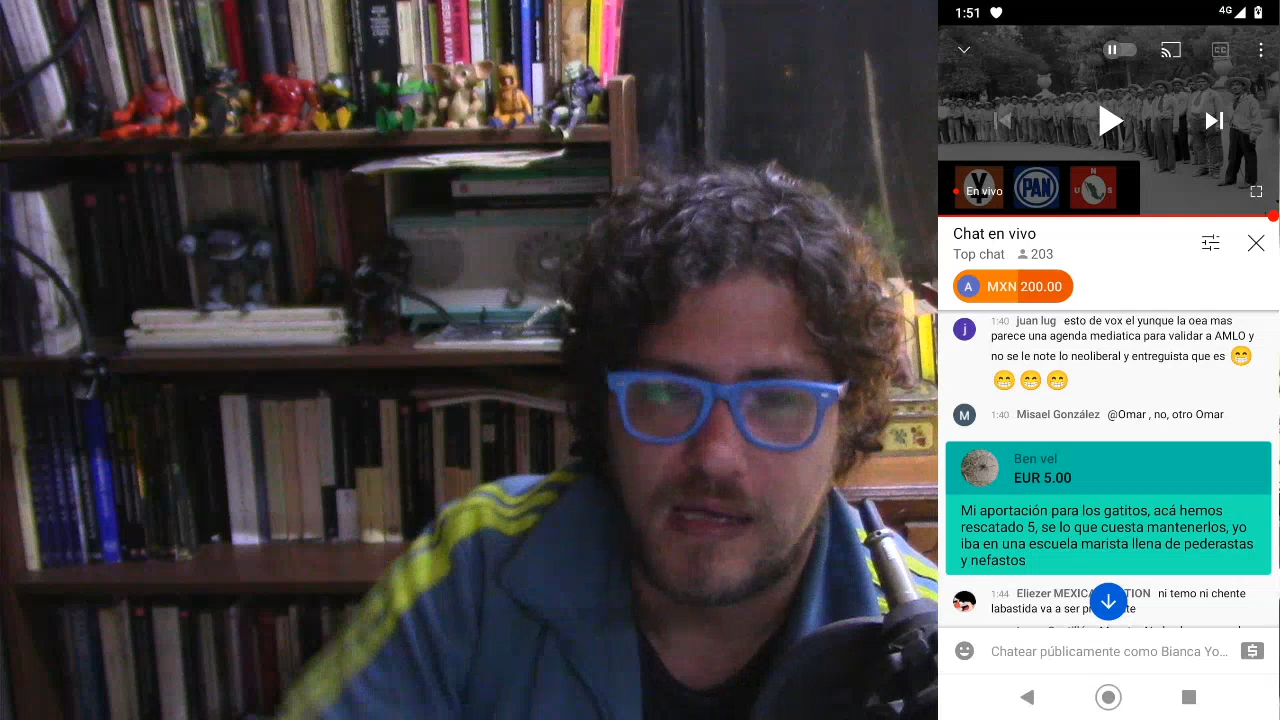 1:51
4G
CC
PAN
N
U S
En vivo
Chat en vivo
Top chat 203
A MXN 200.00
j 1:40 juan lug esto de vox el yunque la oea mas
parece una agenda mediatica para validar a AMLO y
no se le note lo neoliberal y entreguista que es
M 1:40 Misael González @Omar , no, otro Omar
Ben vel
EUR 5.00
Mi aportación para los gatitos, acá hemos
rescatado 5, se lo que cuesta mantenerlos, yo
iba en una escuela marista llena de pederastas
y nefastos
1:44 Eliezer ni temo ni chente
labastida va a ser
Chatear públicamente como Bianca Yo...